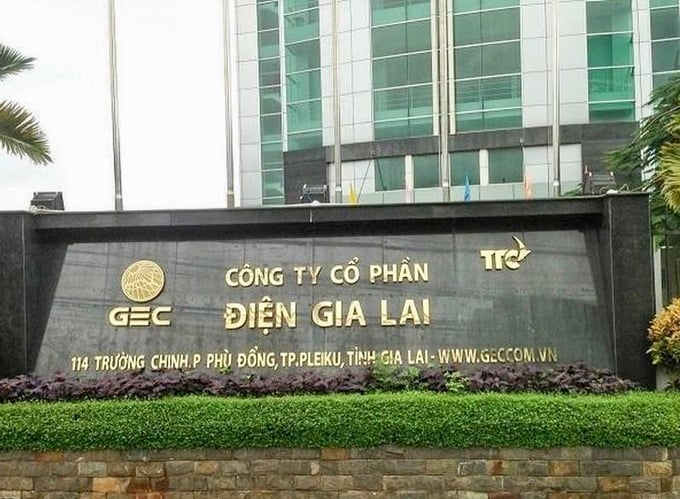 GEC
CÔNG TY CỔ PHẦN
TTC
ĐIỆN GIA LAI
114 TRƯỜNG CHINH.P PHÙ ĐỔNG,TP.PLEIKU,TỈNH GIA LAI-WWW.GECCOM.VN